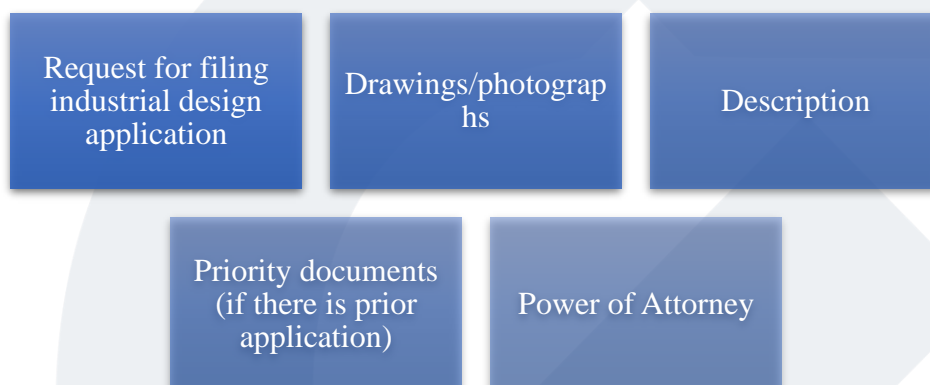 Request for filing
industrial design
application
Drawings/photograp
hs
Description
Priority documents
(if there is prior
application)
Power of Attorney